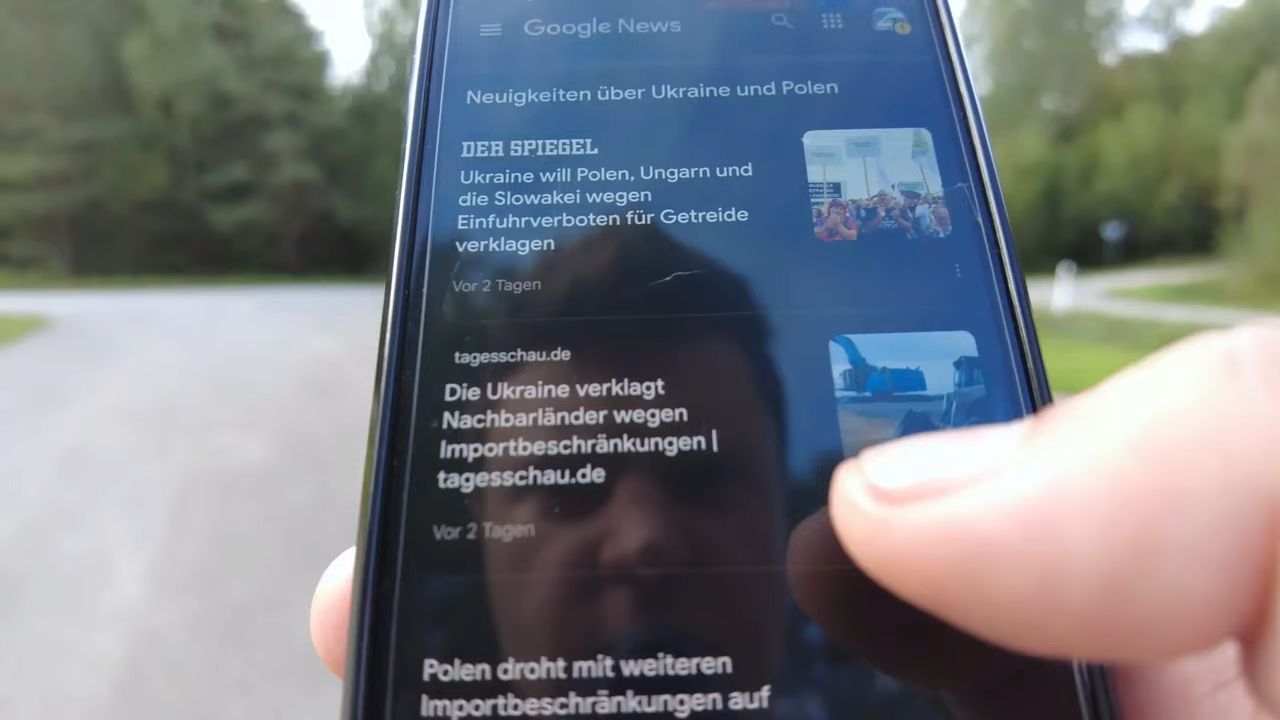 Google News
Neuigkeiten über Ukraine und Polen
DER SPIEGEL
Ukraine will Polen, Ungarn und
die Slowakei wegen
Einfuhrverboten für Getreide
verklagen
Vor 2 Tagen
tagesschau.de
Die Ukraine verklagt
Nachbarländer wegen
Importbeschränkungen |
tagesschau.de
Vor 2 Tagen
Polen droht mit weiteren
Importbeschränkungen auf